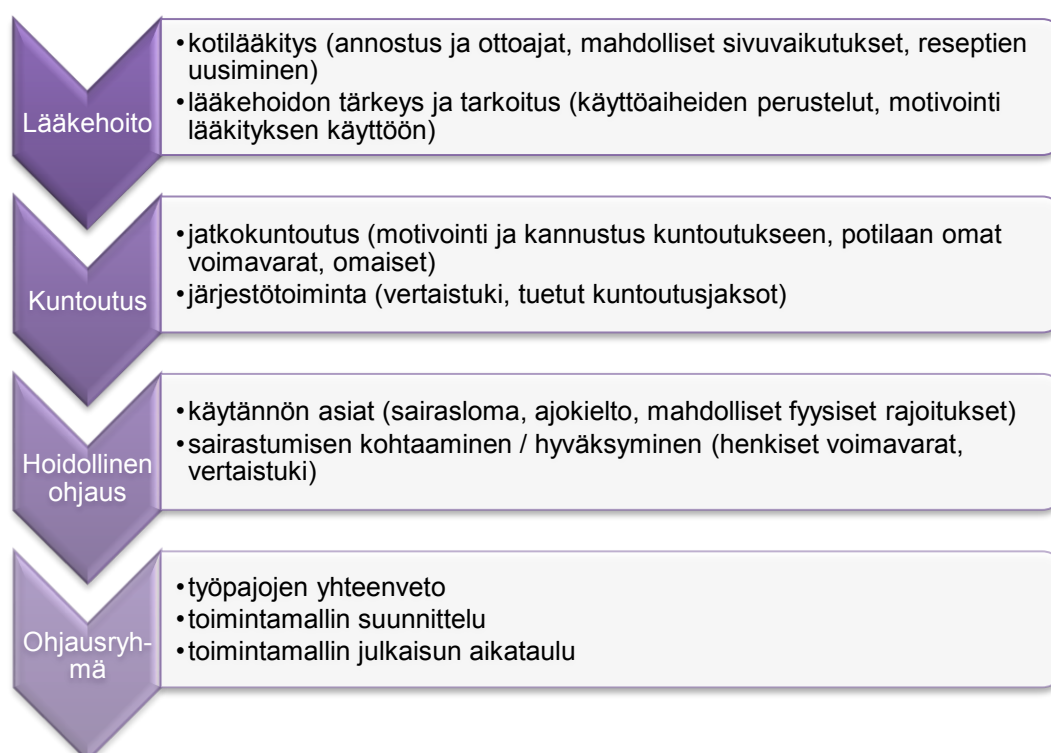 Lääkehoito
•kotilääkitys (annostus ja ottoajat, mahdolliset sivuvaikutukset, reseptien
uusiminen)
•lääkehoidon tärkeys ja tarkoitus (käyttöaiheiden perustelut, motivointi
lääkityksen käyttöön)
Kuntoutus
•jatkokuntoutus (motivointi ja kannustus kuntoutukseen, potilaan omat
voimavarat, omaiset)
•järjestötoiminta (vertaistuki, tuetut kuntoutusjaksot)
Hoidollinen
ohjaus
•käytännön asiat (sairasloma, ajokielto, mahdolliset fyysiset rajoitukset)
•sairastumisen kohtaaminen / hyväksyminen (henkiset voimavarat,
vertaistuki)
Ohjausryh-
mä
•työpajojen yhteenveto
•toimintamallin suunnittelu
•toimintamallin julkaisun aikataulu